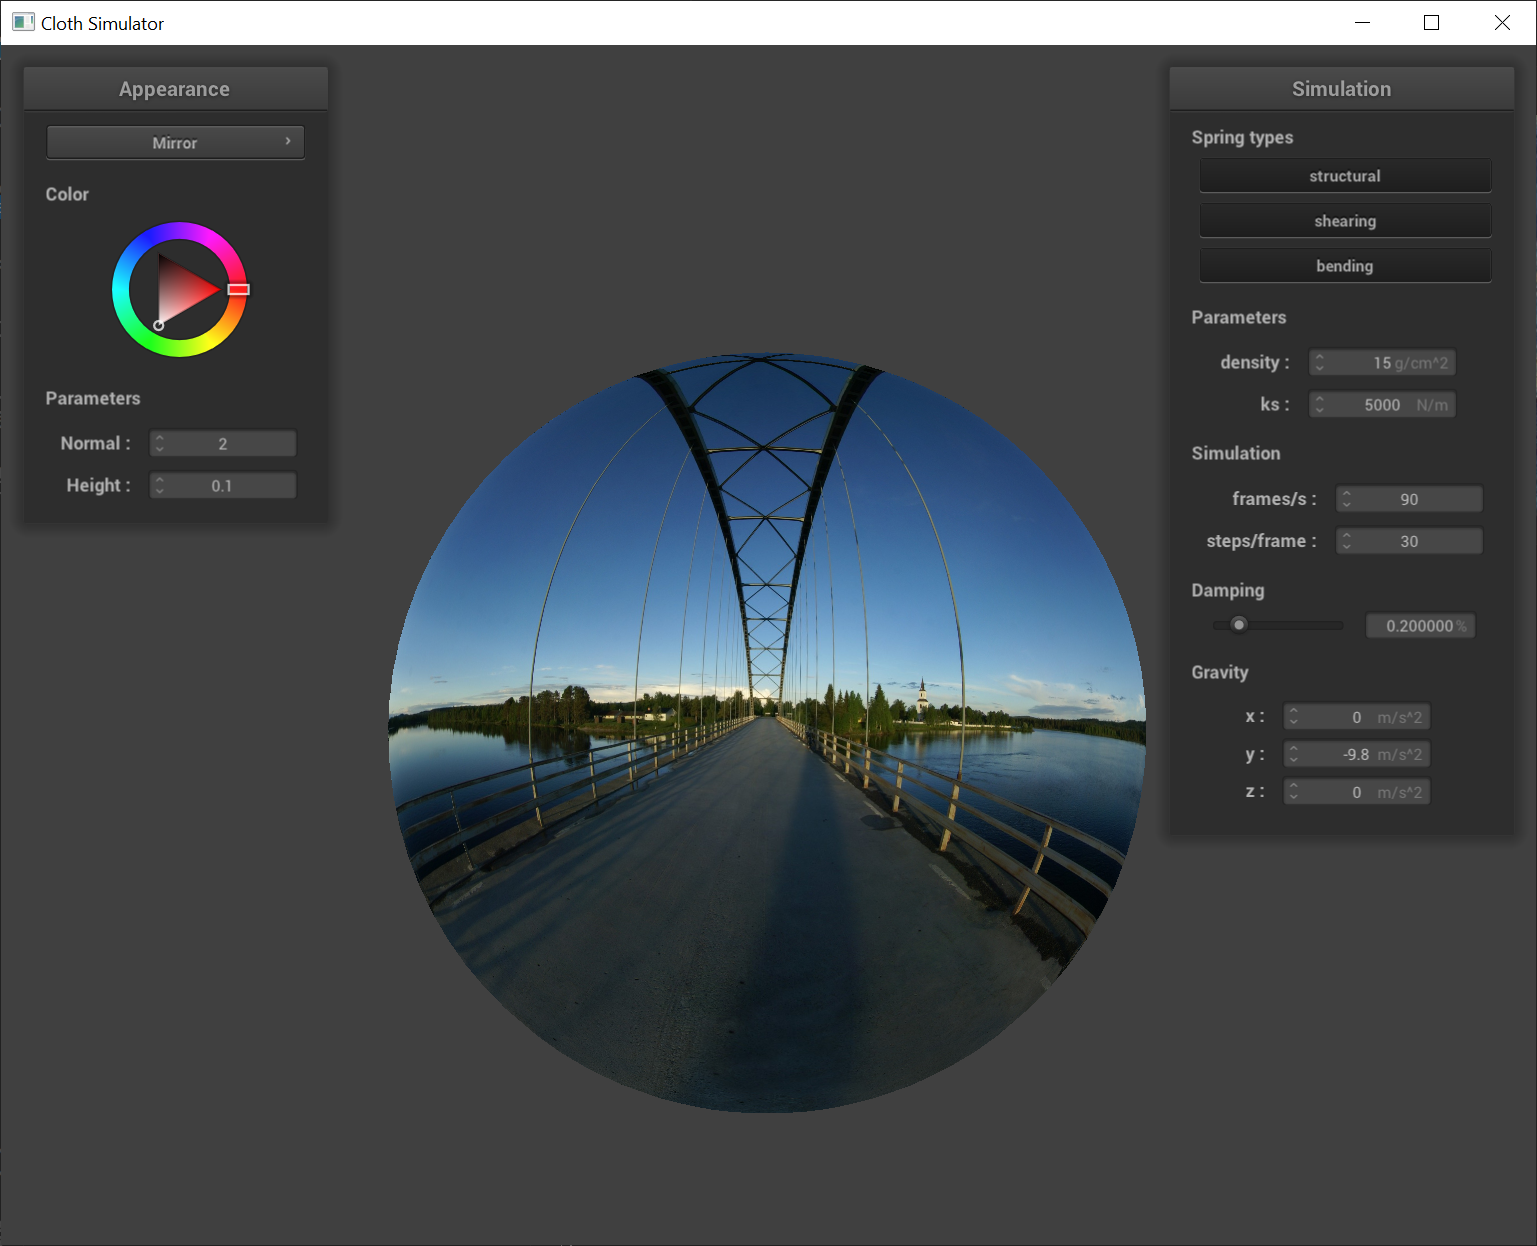 Cloth Simulator
Appearance
Mirror
Color
Parameters
Normal : 2
Height : 0.1
Simulation
Spring types
structural
shearing
bending
Parameters
density : 15 g/cm^2
ks : 5000 N/m
Simulation
frames/s : 90
steps/frame : 30
Damping
0.200000 %
Gravity
x : 0 m/s^2
y : -9.8 m/s^2
z : 0 m/s^2